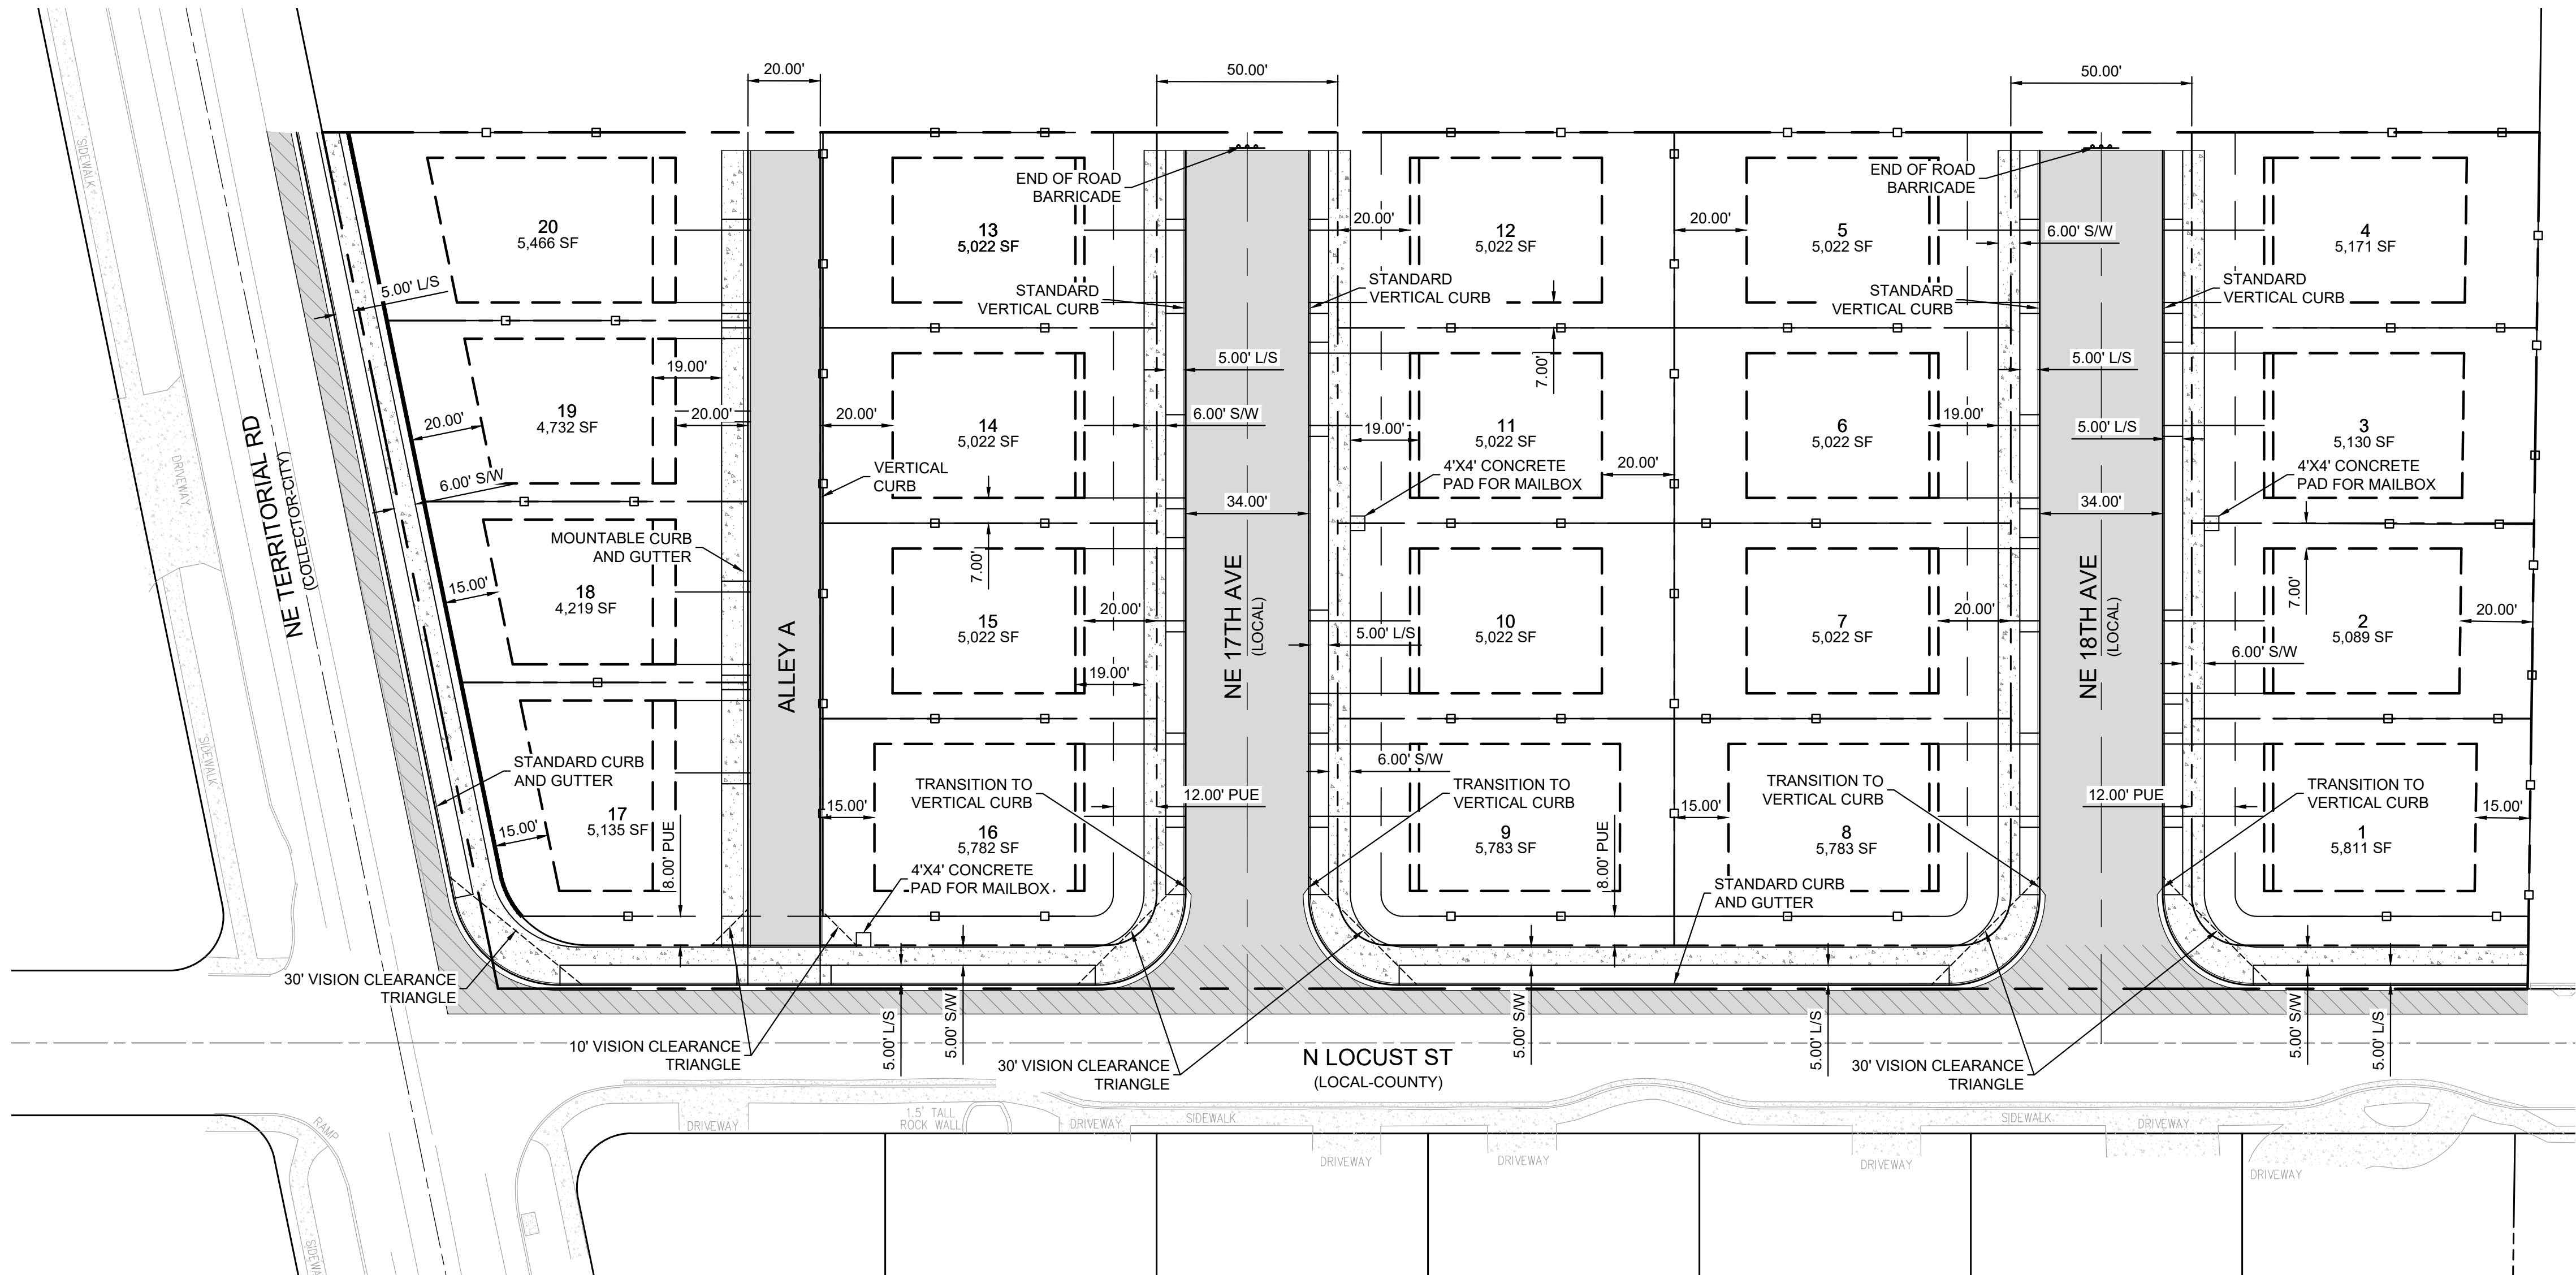 20.00'
50.00'
50.00'
SIDEWALK
END OF ROAD
BARRICADE
END OF ROAD
BARRICADE
20
5,466 SF
13
5,022 SF
20.00'
12
5,022 SF
20.00'
5
5,022 SF
6.00' S/W
4
5,171 SF
5.00' L/S
STANDARD
VERTICAL CURB
STANDARD
VERTICAL CURB
STANDARD
VERTICAL CURB
STANDARD
VERTICAL CURB
19.00'
5.00' L/S
7.00'
5.00' L/S
20.00'
19
4,732 SF
20.00'
20.00'
14
5,022 SF
6.00' S/W
19.00'
11
5,022 SF
6
5,022 SF
19.00'
5.00' L/S
3
5,130 SF
NE TERRITORIAL RD
(COLLECTOR-CITY)
DRIVEWAY
6.00' S/W
VERTICAL
CURB
4'X4' CONCRETE
PAD FOR MAILBOX
20.00'
4'X4' CONCRETE
PAD FOR MAILBOX
34.00'
34.00'
MOUNTABLE CURB
AND GUTTER
7.00'
7.00'
15.00'
18
4,219 SF
ALLEY A
15
5,022 SF
20.00'
NE 17TH AVE
(LOCAL)
5.00' L/S
10
5,022 SF
7
5,022 SF
20.00'
NE 18TH AVE
(LOCAL)
2
5,089 SF
20.00'
19.00'
6.00' S/W
SIDEWALK
STANDARD CURB
AND GUTTER
6.00' S/W
TRANSITION TO
VERTICAL CURB
TRANSITION TO
VERTICAL CURB
TRANSITION TO
VERTICAL CURB
TRANSITION TO
VERTICAL CURB
12.00' PUE
12.00' PUE
15.00'
17
5,135 SF
8.00' PUE
15.00'
16
5,782 SF
9
5,783 SF
8.00' PUE
15.00'
8
5,783 SF
1
5,811 SF
15.00'
4'X4' CONCRETE
PAD FOR MAILBOX
STANDARD CURB
AND GUTTER
30' VISION CLEARANCE
TRIANGLE
5.00' L/S
5.00' S/W
5.00' S/W
5.00' L/S
5.00' S/W
5.00' L/S
10' VISION CLEARANCE
TRIANGLE
30' VISION CLEARANCE
TRIANGLE
N LOCUST ST
(LOCAL-COUNTY)
30' VISION CLEARANCE
TRIANGLE
RAMP
DRIVEWAY
1.5' TALL
ROCK WALL
DRIVEWAY
SIDEWALK
SIDEWALK
DRIVEWAY
DRIVEWAY
DRIVEWAY
DRIVEWAY
DRIVEWAY
SIDEWA